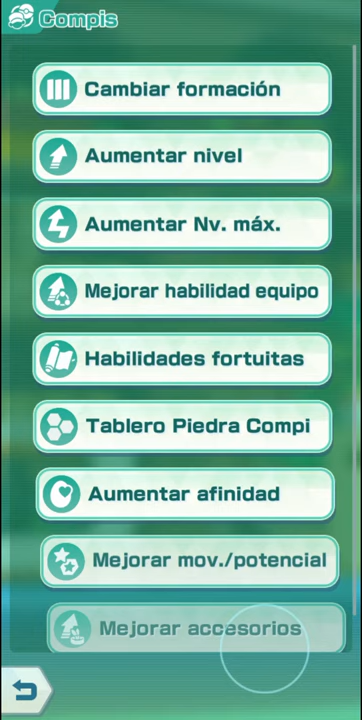 Compis
Cambiar formación
Aumentar nivel
Aumentar Nv. máx.
Mejorar habilidad equipo
Habilidades fortuitas
Tablero Piedra Compi
Aumentar afinidad
Mejorar mov./potencial
Mejorar accesorios